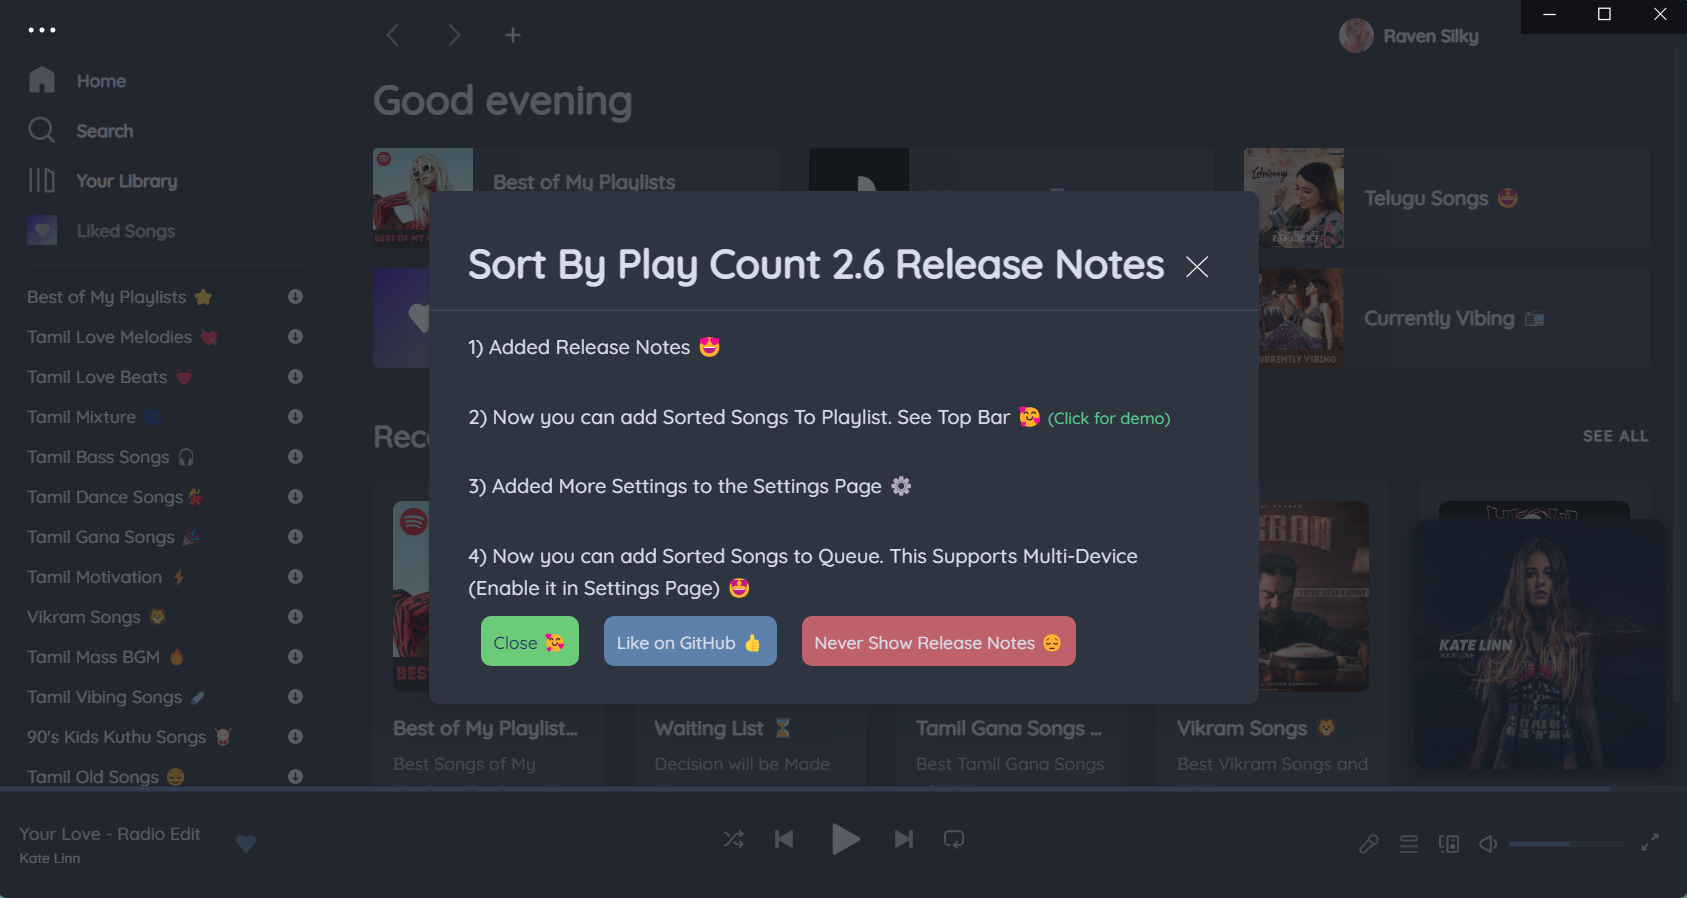 Raven Silky
Home
Search
Your Library
Liked Songs
Best of My Playlists ⭐
Tamil Love Melodies 💘
Tamil Love Beats 💓
Tamil Mixture 🌀
Tamil Bass Songs 🎧
Tamil Dance Songs 💃
Tamil Gana Songs 🎉
Tamil Motivation ⚡
Vikram Songs 🦁
Tamil Mass BGM 🔥
Tamil Vibing Songs
90's Kids Kuthu Songs
Tamil Old Songs 😌
Good evening
Best of My Playlists
Telugu Songs 🤩
Currently Vibing 📻
CURRENTLY VIBING
Sort By Play Count 2.6 Release Notes
1) Added Release Notes 😍
2) Now you can add Sorted Songs To Playlist. See Top Bar 🥰 (Click for demo)
3) Added More Settings to the Settings Page ⚙️
4) Now you can add Sorted Songs to Queue. This Supports Multi-Device
(Enable it in Settings Page) 🤩
Close 🥰
Like on GitHub 👍
Never Show Release Notes 😔
SEE ALL
KATE LINN
YOUR LOVE
Best of My Playlist...
Best Songs of My
Waiting List ⌛
Decision will be Made
Tamil Gana Songs ...
Best Tamil Gana Songs
Vikram Songs 🦁
Best Vikram Songs and
Your Love - Radio Edit
Kate Linn